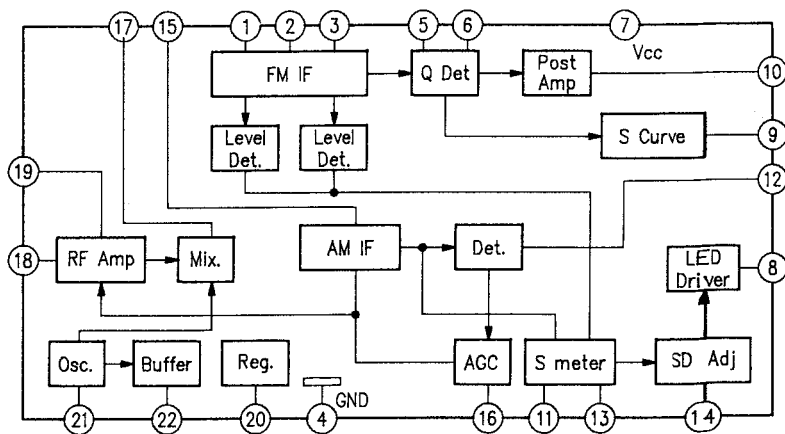 17 15 1 2 3 5 6 7
Vcc
FM IF
Q Det
Post
Amp
10
Level
Det.
Level
Det.
S Curve
9
19
12
18
RF Amp
Mix.
AM IF
Det.
LED
Driver
8
Osc.
Buffer
Reg.
GND
AGC
S meter
SD Adj
21 22 20 4 16 11 13 14